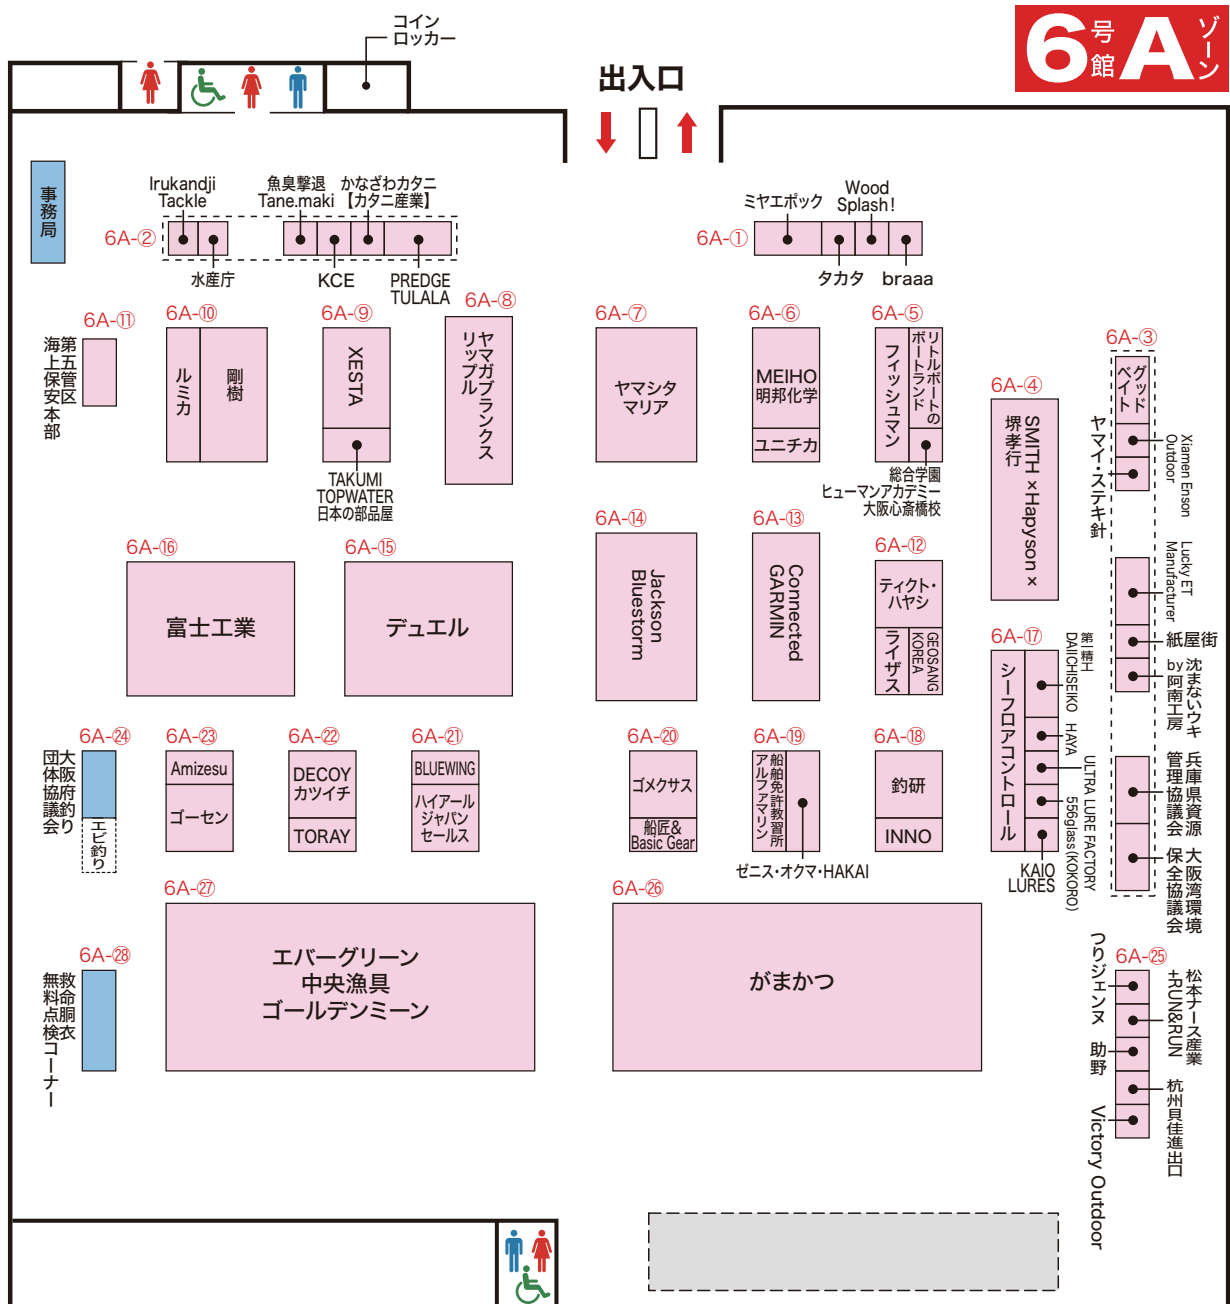 コイン
ロッカー
6号館Aゾーン
出入口
事務局
Irukandji
Tackle
魚臭撃退
Tane.maki
かなざわカタニ
【カタニ産業】
6A-②
水産庁
KCE
PREDGE
TULALA
ミヤエポック
Wood
Splash!
6A-①
タカタ
braaa
6A-⑪
第五管区
海上保安本部
6A-⑩
ルミカ
剛樹
6A-⑨
XESTA
TAKUMI
TOPWATER
日本の部品屋
6A-⑧
ヤマガブランクス
リップル
6A-⑦
ヤマシタ
マリア
6A-⑥
MEIHO
明邦化学
ユニチカ
6A-⑤
フィッシュマン
リトルボートの
ボートランド
総合学園
ヒューマンアカデミー
大阪心斎橋校
6A-④
SMITH×Hapyson×
堺孝行
6A-③
グッド
ベイト
Xiamen Enson
Outdoor
ヤマイ・ステキ針
Lucky ET
Manufacturer
紙屋街
沈まないウキ
by阿南工房
兵庫県資源
管理協議会
大阪湾環境
保全協議会
6A-⑯
富士工業
6A-⑮
デュエル
6A-⑭
Jackson
Bluestorm
6A-⑬
Connected
GARMIN
6A-⑫
ティクト・
ハヤシ
ライザス
GEOSANG
KOREA
6A-⑰
シーフロアコントロール
第一精工
DAIICHISEIKO
HAYA
ULTRA LURE FACTORY
556glass(KOKORO)
KAIO
LURES
6A-㉔
大阪府釣り
団体協議会
エビ釣り
6A-㉓
Amizesu
ゴーセン
6A-㉒
DECOY
カツイチ
TORAY
6A-㉑
BLUEWING
ハイアール
ジャパン
セールス
6A-⑳
ゴメクサス
船匠&
Basic Gear
6A-⑲
船舶免許教習所
アルファマリン
ゼニス・オクマ・HAKAI
6A-⑱
釣研
INNO
6A-㉗
エバーグリーン
中央漁具
ゴールデンミーン
6A-㉖
がまかつ
6A-㉘
救命胴衣
無料点検コーナー
6A-㉕
つりジェンヌ
松本ナース産業
+RUN&RUN
助野
杭州貝佳進出口
Victory Outdoor